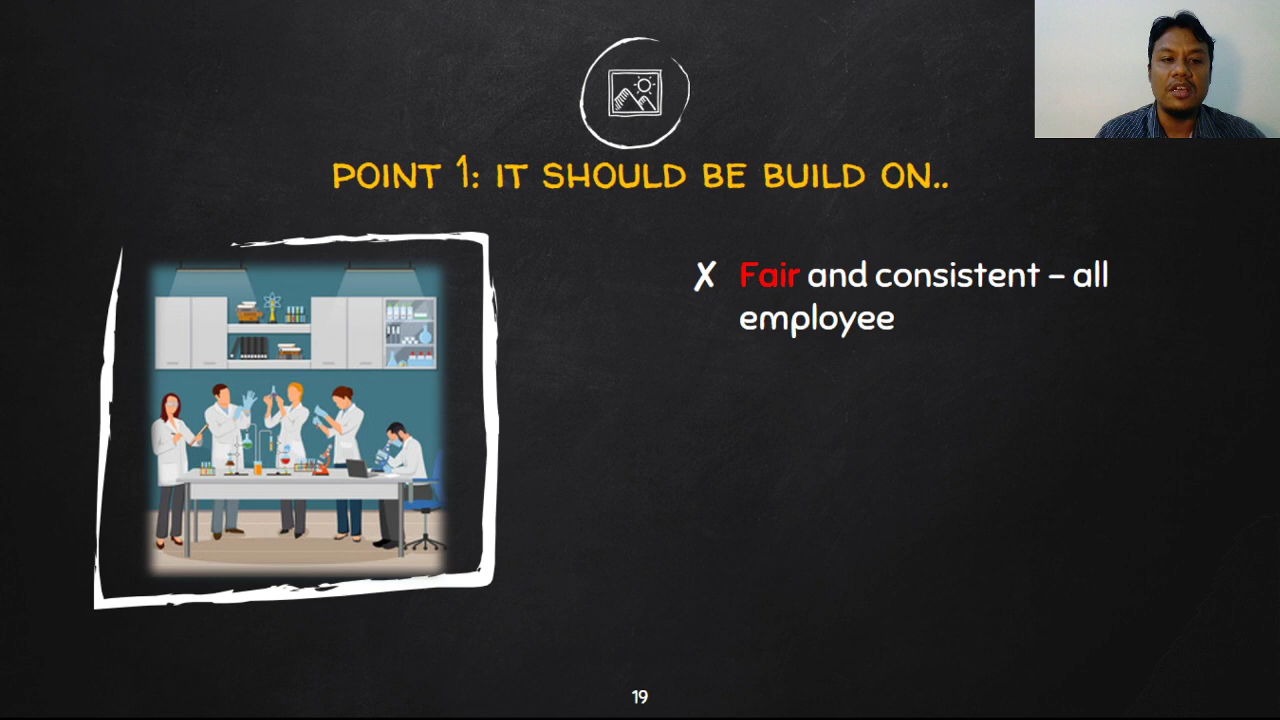 POINT 1: IT SHOULD BE BUILD ON..
✗ Fair and consistent – all
employee
19